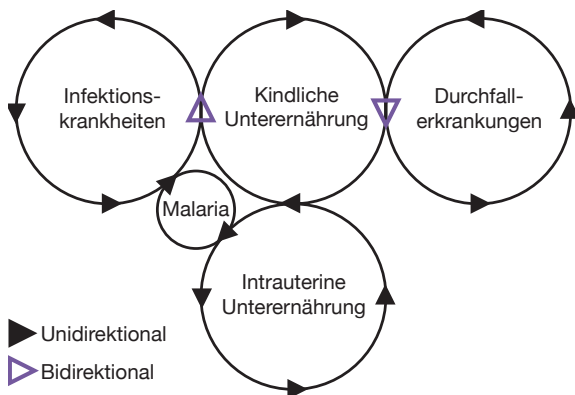 Infektions-
krankheiten
Kindliche
Unterernährung
Durchfall-
erkrankungen
Malaria
Intrauterine
Unterernährung
Unidirektional
Bidirektional